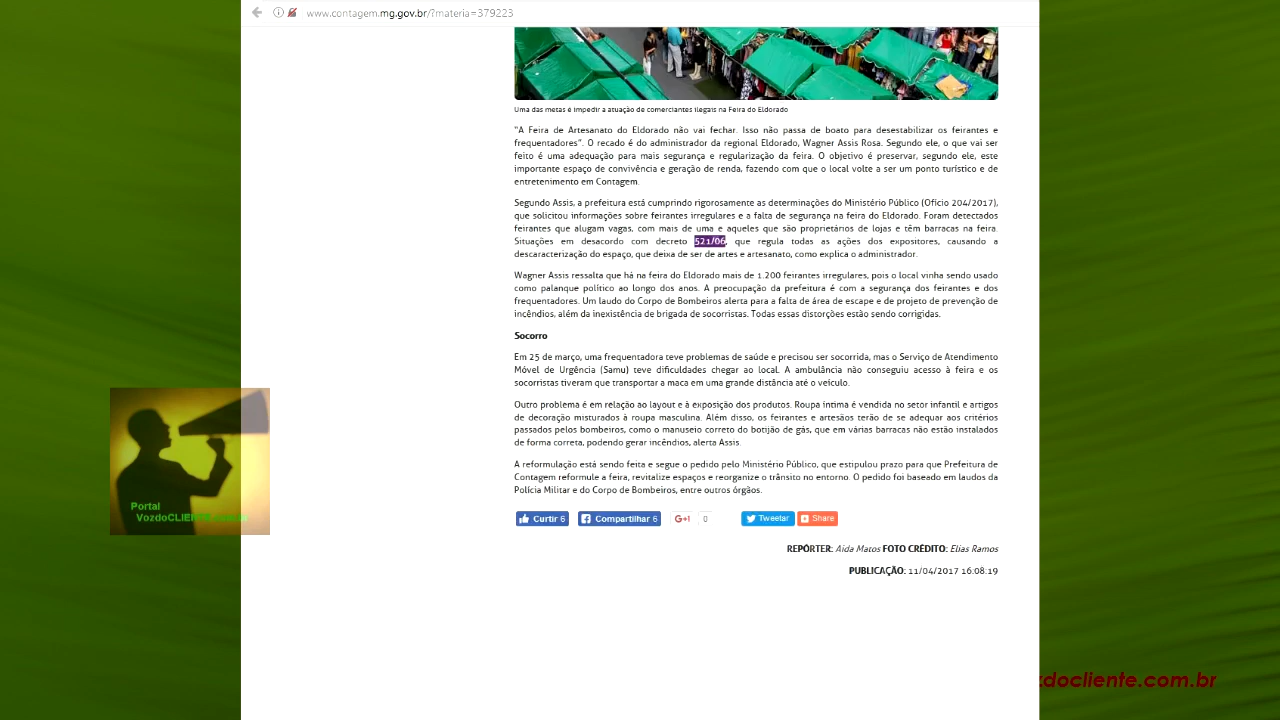 www.contagem.mg.gov.br/?materia=379223
Uma das metas é impedir a atuação de comerciantes ilegais na Feira do Eldorado
"A Feira de Artesanato do Eldorado não vai fechar. Isso não passa de boato para desestabilizar os feirantes e
frequentadores". O recado é do administrador da regional Eldorado, Wagner Assis Rosa. Segundo ele, o que vai ser
feito é uma adequação para mais segurança e regularização da feira. O objetivo é preservar, segundo ele, este
importante espaço de convivência e geração de renda, fazendo com que o local volte a ser um ponto turístico e de
entretenimento em Contagem.
Segundo Assis, a prefeitura está cumprindo rigorosamente as determinações do Ministério Público (Ofício 204/2017),
que solicitou informações sobre feirantes irregulares e a falta de segurança na feira do Eldorado. Foram detectados
feirantes que alugam vagas, com mais de uma e aqueles que são proprietários de lojas e têm barracas na feira.
Situações em desacordo com decreto 521/06, que regula todas as ações dos expositores, causando a
descaracterização do espaço, que deixa de ser de artes e artesanato, como explica o administrador.
Wagner Assis ressalta que há na feira do Eldorado mais de 1.200 feirantes irregulares, pois o local vinha sendo usado
como palanque político ao longo dos anos. A preocupação da prefeitura é com a segurança dos feirantes e dos
frequentadores. Um laudo do Corpo de Bombeiros alerta para a falta de área de escape e de projeto de prevenção de
incêndios, além da inexistência de brigada de socorristas. Todas essas distorções estão sendo corrigidas.
Socorro
Em 25 de março, uma frequentadora teve problemas de saúde e precisou ser socorrida, mas o Serviço de Atendimento
Móvel de Urgência (Samu) teve dificuldades chegar ao local. A ambulância não conseguiu acesso à feira e os
socorristas tiveram que transportar a maca em uma grande distância até o veículo.
Outro problema é em relação ao layout e à exposição dos produtos. Roupa íntima é vendida no setor infantil e artigos
de decoração misturados à roupa masculina. Além disso, os feirantes e artesãos terão de se adequar aos critérios
passados pelos bombeiros, como o manuseio correto do botijão de gás, que em várias barracas não estão instalados
de forma correta, podendo gerar incêndios, alerta Assis.
A reformulação está sendo feita e segue o pedido pelo Ministério Público, que estipulou prazo para que Prefeitura de
Contagem reformule a feira, revitalize espaços e reorganize o trânsito no entorno. O pedido foi baseado em laudos da
Polícia Militar e do Corpo de Bombeiros, entre outros órgãos.
Curtir 6 Compartilhar 6 G+1 0 Tweetar Share
REPÓRTER: Aida Matos FOTO CRÉDITO: Elias Ramos
PUBLICAÇÃO: 11/04/2017 16:08:19
Portal
VozdoCLIENTE
zdocliente.com.br